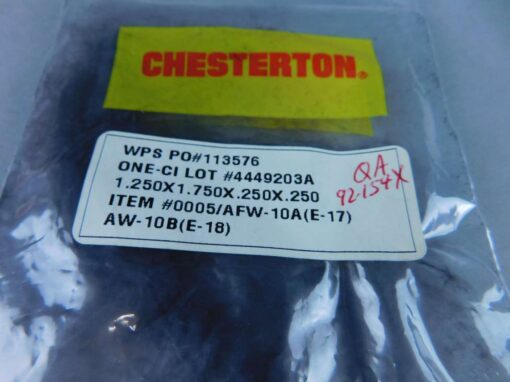 CHESTERTON®
WPS PO#113576
ONE-CI LOT #4449203A
1.250X1.750X.250X.250
ITEM #0005/AFW-10A(E-17)
AW-10B(E-18)
QA
92-154X